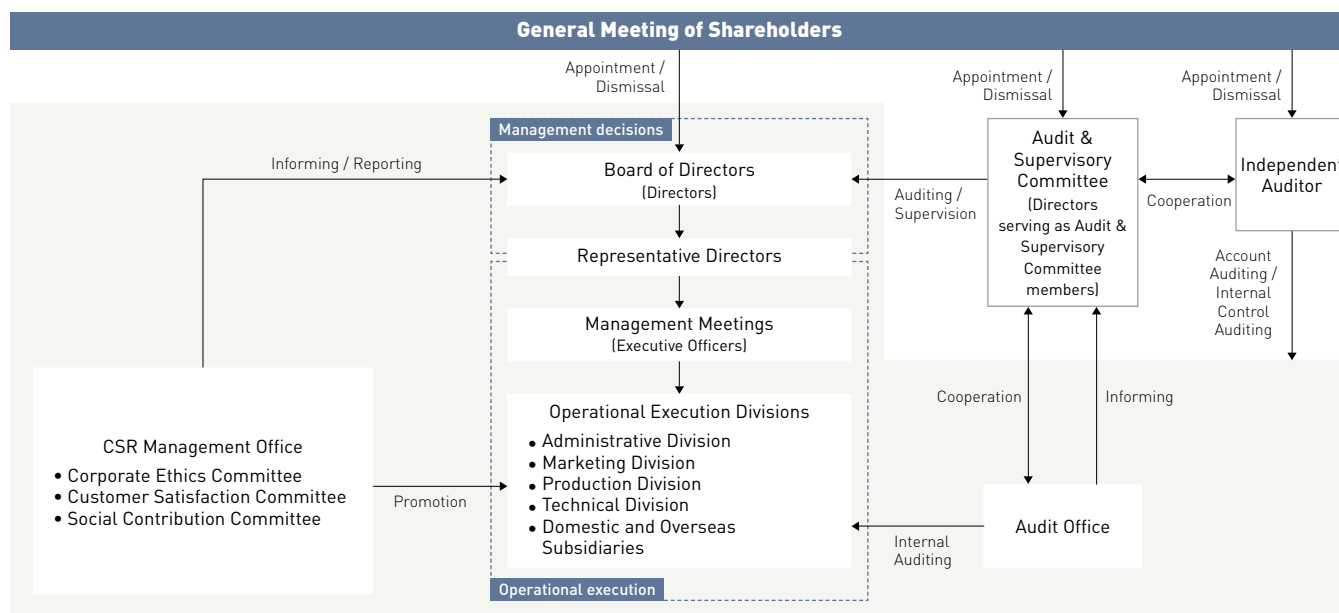 General Meeting of Shareholders
Appointment /
Dismissal
Appointment /
Dismissal
Appointment /
Dismissal
Management decisions
Board of Directors
(Directors)
Informing / Reporting
Auditing /
Supervision
Audit &
Supervisory
Committee
(Directors
serving as Audit &
Supervisory
Committee
members)
Cooperation
Independent
Auditor
Representative Directors
Account
Auditing /
Internal
Control
Auditing
Management Meetings
(Executive Officers)
Operational Execution Divisions
• Administrative Division
• Marketing Division
• Production Division
• Technical Division
• Domestic and Overseas
Subsidiaries
Cooperation
Informing
CSR Management Office
• Corporate Ethics Committee
• Customer Satisfaction Committee
• Social Contribution Committee
Promotion
Audit Office
Internal
Auditing
Operational execution